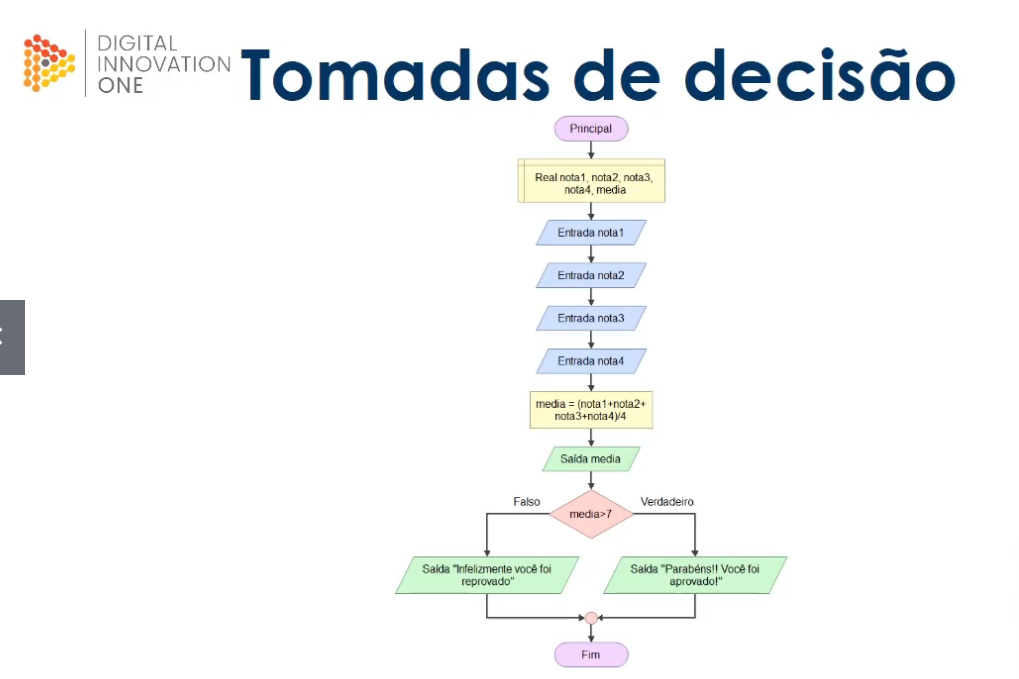 DIGITAL
INNOVATION
ONE
Tomadas de decisão
Principal
Real nota1, nota2, nota3,
nota4, media
Entrada nota1
Entrada nota2
Entrada nota3
Entrada nota4
media = (nota1+nota2+
nota3+nota4)/4
Saída media
Falso
media>7
Verdadeiro
Saída "Infelizmente você foi
reprovado"
Saída "Parabéns!! Você foi
aprovado!"
Fim